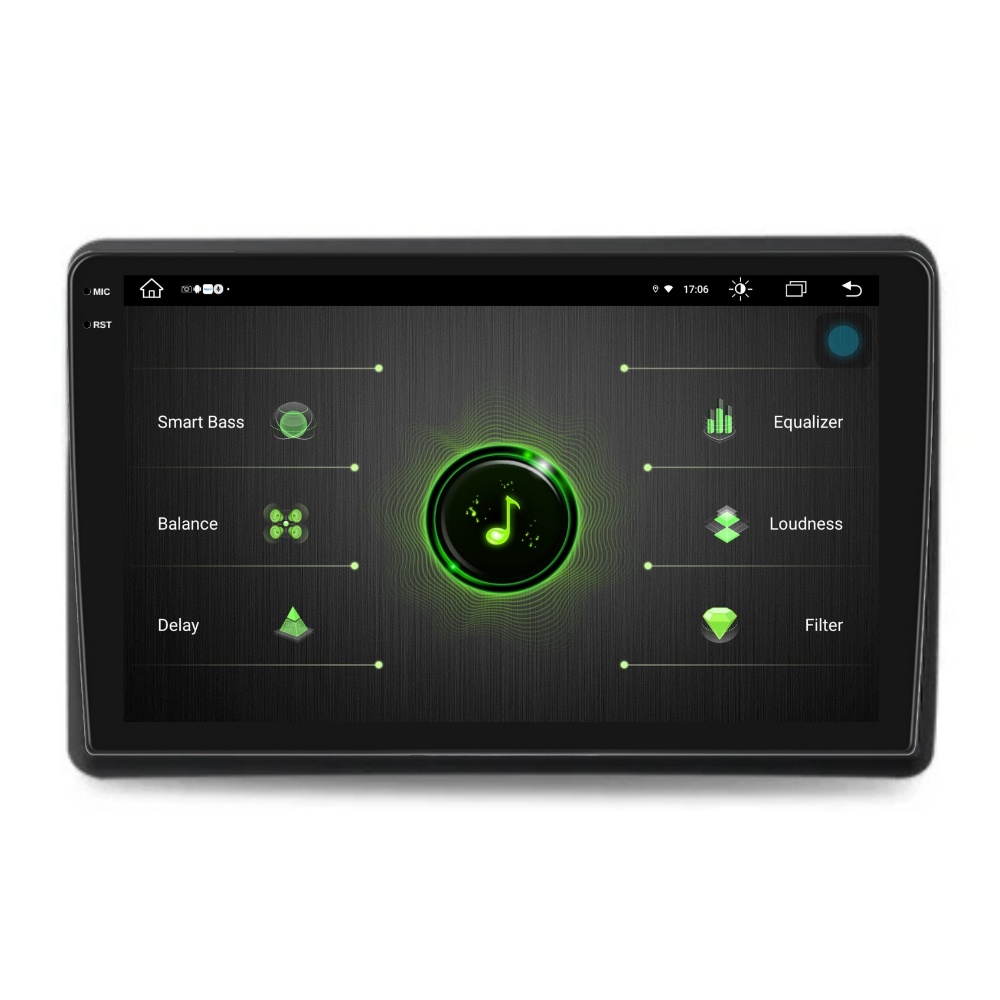 MIC
17:06
RST
Smart Bass
Equalizer
Balance
Loudness
Delay
Filter